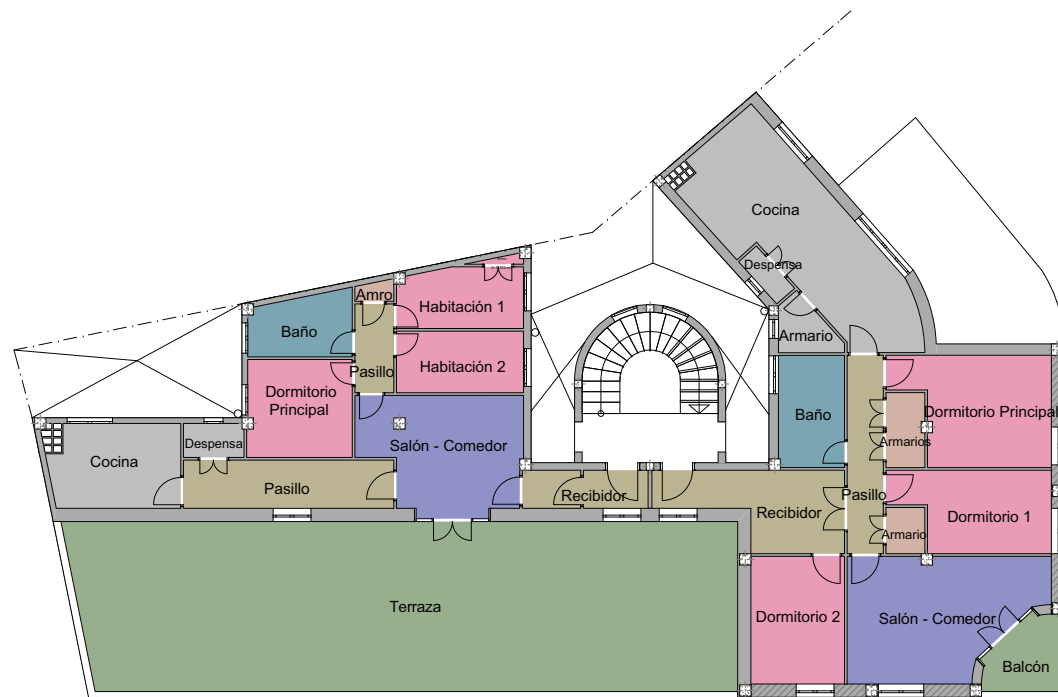 Cocina
Despensa
Armario
Amro
Habitación 1
Baño
Habitación 2
Pasillo
Dormitorio
Principal
Baño
Dormitorio Principal
Armarios
Despensa
Salón - Comedor
Cocina
Pasillo
Recibidor
Pasillo
Recibidor
Dormitorio 1
Armario
Terraza
Dormitorio 2
Salón - Comedor
Balcón